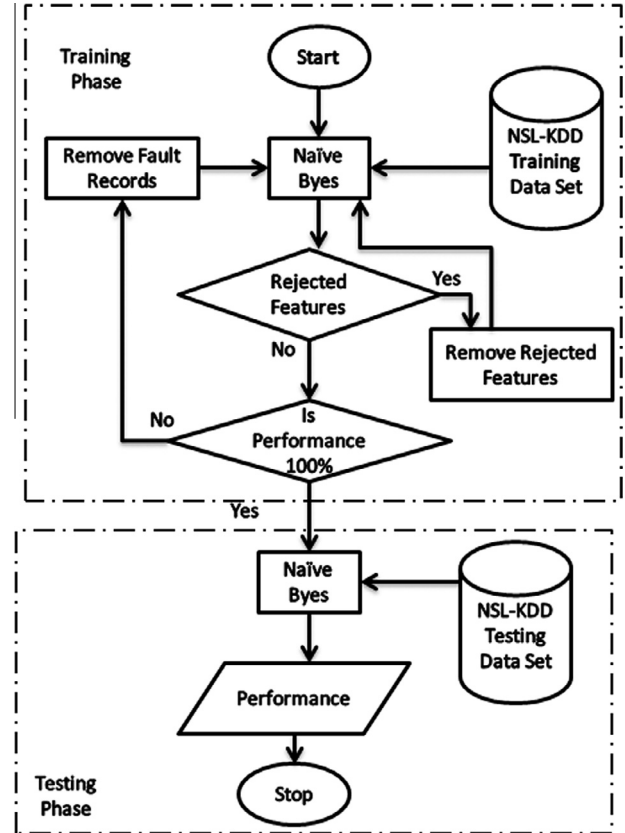 Training
Phase
Start
NSL-KDD
Training
Data Set
Remove Fault
Records
Naïve
Byes
Rejected
Features
Yes
Remove Rejected
Features
No
No
Is
Performance
100%
Yes
Naïve
Byes
NSL-KDD
Testing
Data Set
Performance
Testing
Phase
Stop